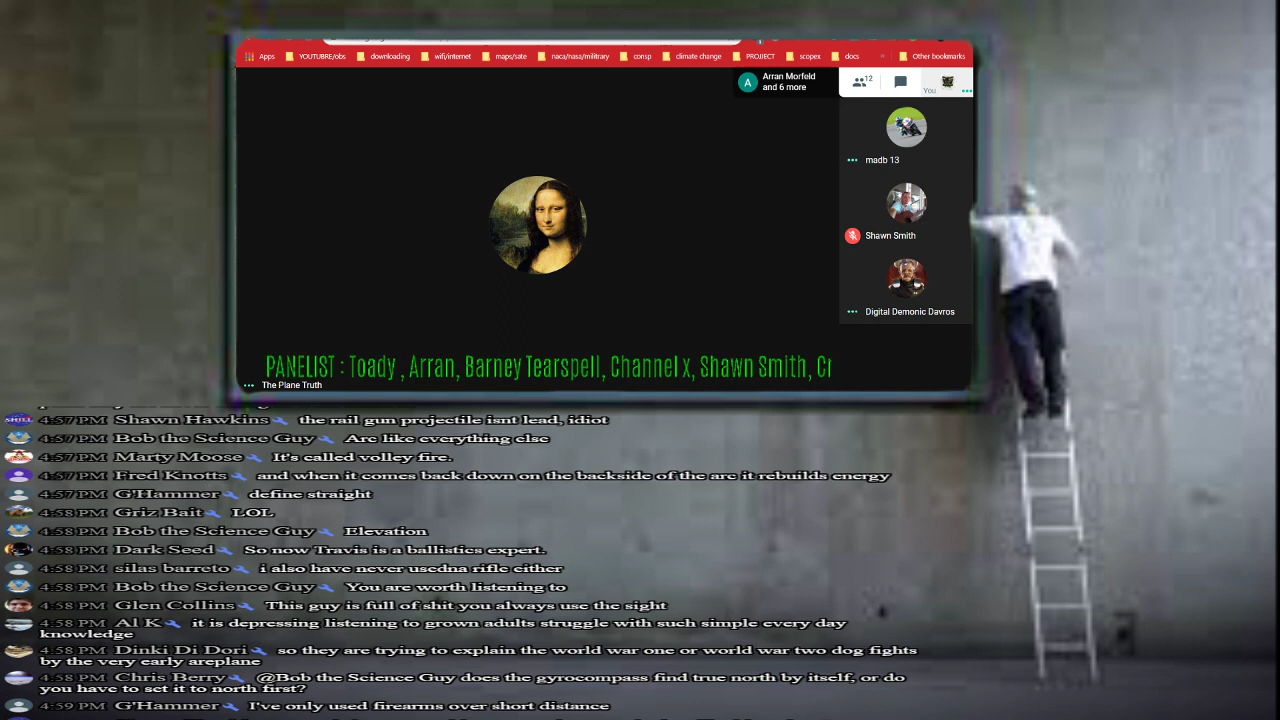 Apps YOUTUBRE/obs downloading wifi/internet maps/sate naca/nasa/militrary consp climate change PROJIECT scopex docs Other bookmarks
Arran Morfeld
and 6 more
12
You
A
madb 13
Shawn Smith
Digital Demonic Davros
PANELIST : Toady , Arran, Barney Tearspell, Channel x, Shawn Smith, Cr
The Plane Truth
4:57 PM Shawn Hawkins the rail gun projectile isnt lead, idiot
4:57 PM Bob the Science Guy Are like everything else
4:57 PM Marty Moose It's called volley fire.
4:57 PM Fred Knotts and when it comes back down on the backside of the arc it rebuilds energy
4:57 PM G'Hammer define straight
4:58 PM Griz Bait LOL
4:58 PM Bob the Science Guy Elevation
4:58 PM Dark Seed So now Travis is a ballistics expert.
4:58 PM silas barreto i also have never usedna rifle either
4:58 PM Bob the Science Guy You are worth listening to
4:58 PM Glen Collins This guy is full of shit you always use the sight
4:58 PM Al K it is depressing listening to grown adults struggle with such simple every day
knowledge
4:58 PM Dinki Di Dori so they are trying to explain the world war one or world war two dog fights
by the very early areplane
4:58 PM Chris Berry @Bob the Science Guy does the gyrocompass find true north by itself, or do
you have to set it to north first?
4:59 PM G'Hammer I've only used firearms over short distance